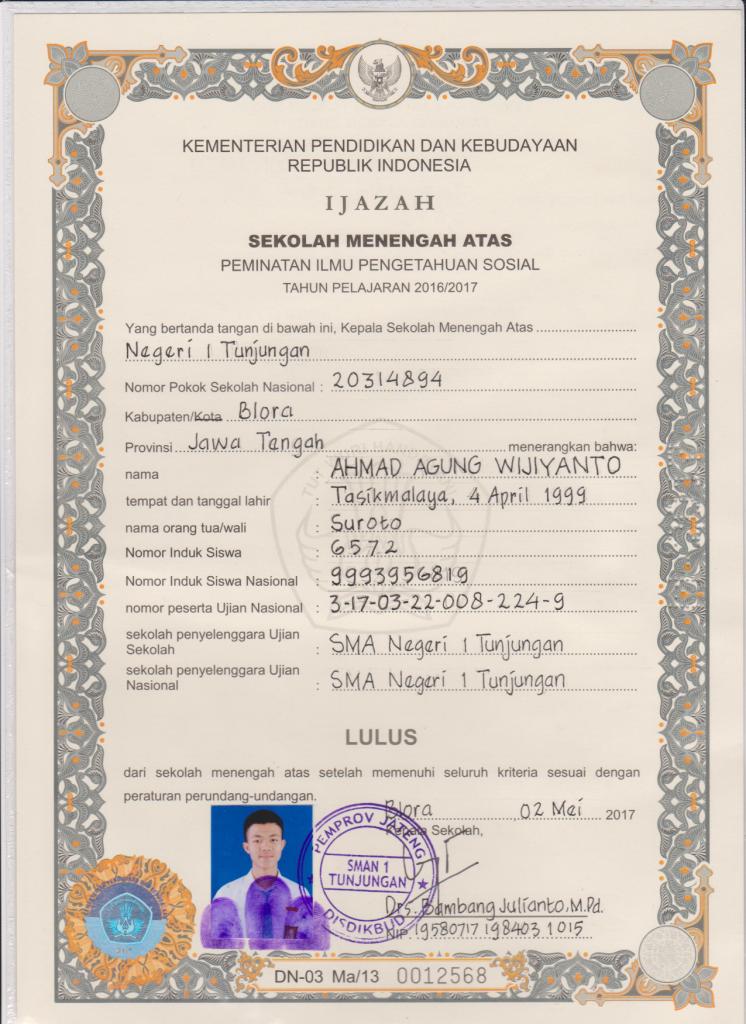 KEMENTERIAN PENDIDIKAN DAN KEBUDAYAAN
REPUBLIK INDONESIA
IJAZAH
SEKOLAH MENENGAH ATAS
PEMINATAN ILMU PENGETAHUAN SOSIAL
TAHUN PELAJARAN 2016/2017
Yang bertanda tangan di bawah ini, Kepala Sekolah Menengah Atas
Negeri 1 Tunjungan
Nomor Pokok Sekolah Nasional : 20314894
Kabupaten/Kota Blora
Provinsi Jawa Tengah menerangkan bahwa:
nama : AHMAD AGUNG WIJIYANTO
tempat dan tanggal lahir : Tasikmalaya, 4 April 1999
nama orang tua/wali : Suroto
Nomor Induk Siswa : 6572
Nomor Induk Siswa Nasional : 9993956819
nomor peserta Ujian Nasional : 3-17-03-22-008-224-9
sekolah penyelenggara Ujian
Sekolah : SMA Negeri 1 Tunjungan
sekolah penyelenggara Ujian
Nasional : SMA Negeri 1 Tunjungan
LULUS
dari sekolah menengah atas setelah memenuhi seluruh kriteria sesuai dengan
peraturan perundang-undangan.
Blora, 02 Mei 2017
Kepala Sekolah,
PEMPROV JATENG
SMAN 1
TUNJUNGAN
DISDIKBUD
Drs. Bambang Julianto.M.Pd.
NIP. 19580717 198403 1 015
DN-03 Ma/13 0012568